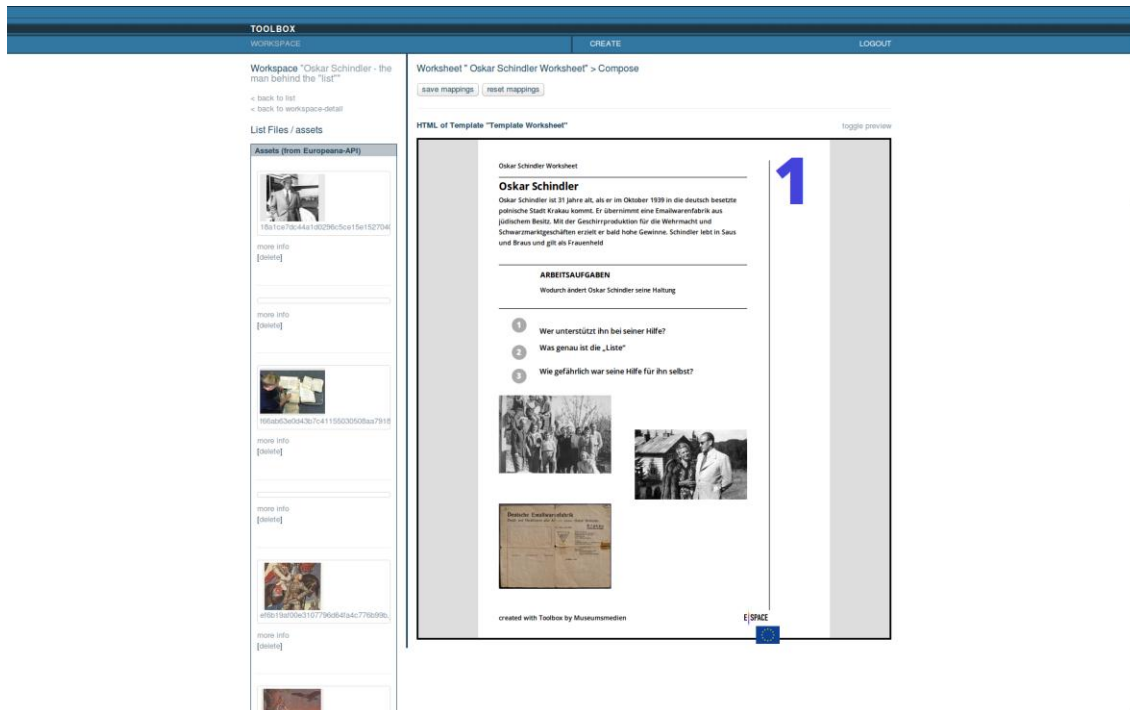 TOOLBOX
WORKSPACE
CREATE
LOGOUT
Workspace "Oskar Schindler - the
man behind the "list""
< back to list
< back to workspace-detail
List Files / assets
Assets (from Europeana-API)
more info
[delete]
more info
[delete]
more info
[delete]
more info
[delete]
more info
[delete]
Worksheet " Oskar Schindler Worksheet" > Compose
save mappings
reset mappings
HTML of Template "Template Worksheet"
toggle preview
Oskar Schindler Worksheet
1
Oskar Schindler
Oskar Schindler ist 31 Jahre alt, als er im Oktober 1939 in die deutsch besetzte
polnische Stadt Krakau kommt. Er übernimmt eine Emailwarenfabrik aus
jüdischem Besitz. Mit der Geschirrproduktion für die Wehrmacht und
Schwarzmarktgeschäften erzielt er bald hohe Gewinne. Schindler lebt in Saus
und Braus und gilt als Frauenheld
ARBEITSAUFGABEN
Wodurch ändert Oskar Schindler seine Haltung
1
Wer unterstützt ihn bei seiner Hilfe?
2
Was genau ist die „Liste“
3
Wie gefährlich war seine Hilfe für ihn selbst?
Deutsche Emailwarenfabrik
created with Toolbox by Museumsmedien
E SPACE